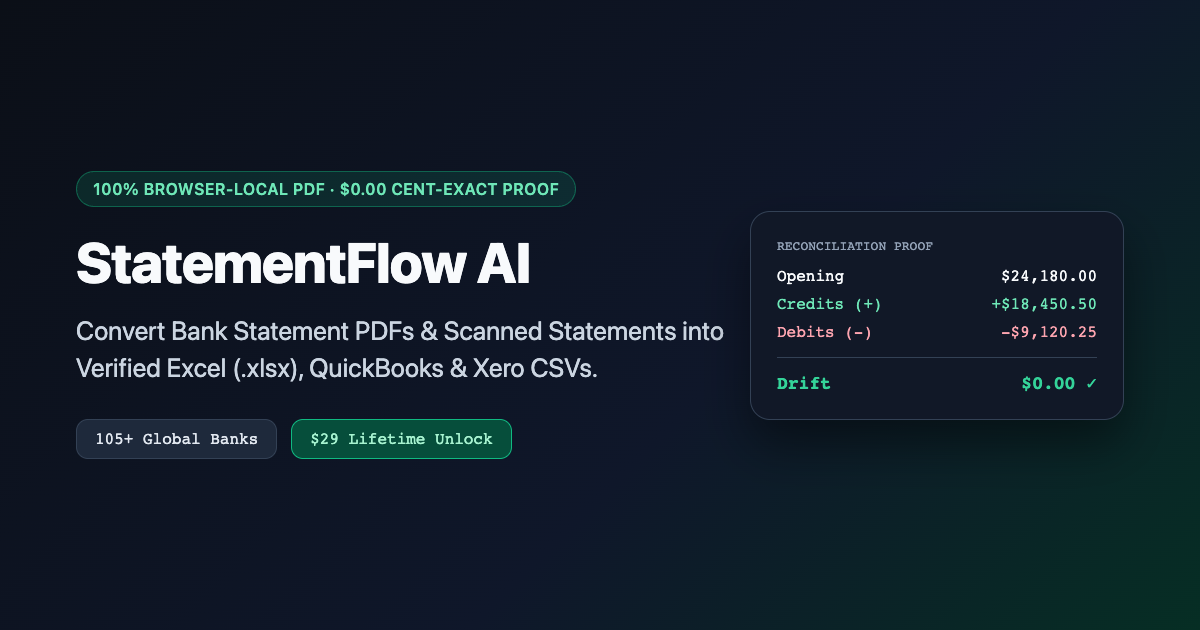 100% BROWSER-LOCAL PDF · $0.00 CENT-EXACT PROOF
StatementFlow AI
Convert Bank Statement PDFs & Scanned Statements into
Verified Excel (.xlsx), QuickBooks & Xero CSVs.
105+ Global Banks
$29 Lifetime Unlock
RECONCILIATION PROOF
Opening $24,180.00
Credits (+) +$18,450.50
Debits (-) -$9,120.25
Drift $0.00 ✓